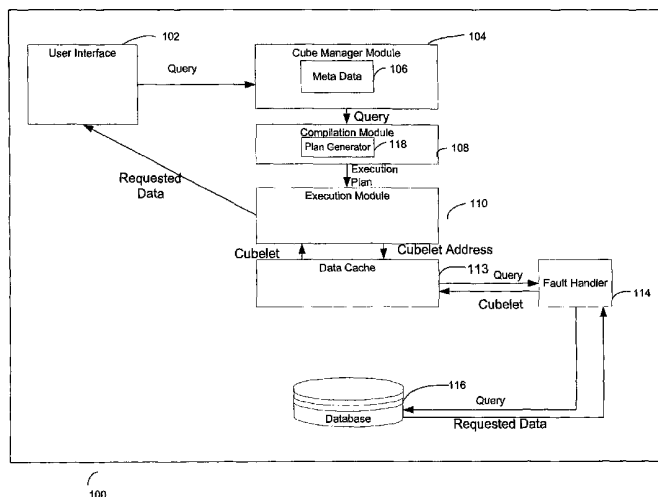 102
User Interface
Query
104
Cube Manager Module
Meta Data
106
Query
Compilation Module
Plan Generator
118
108
Execution
Plan
Requested
Data
Execution Module
110
Cubelet
Cubelet Address
Data Cache
113
Query
Cubelet
Fault Handler
114
116
Database
Query
Requested Data
100